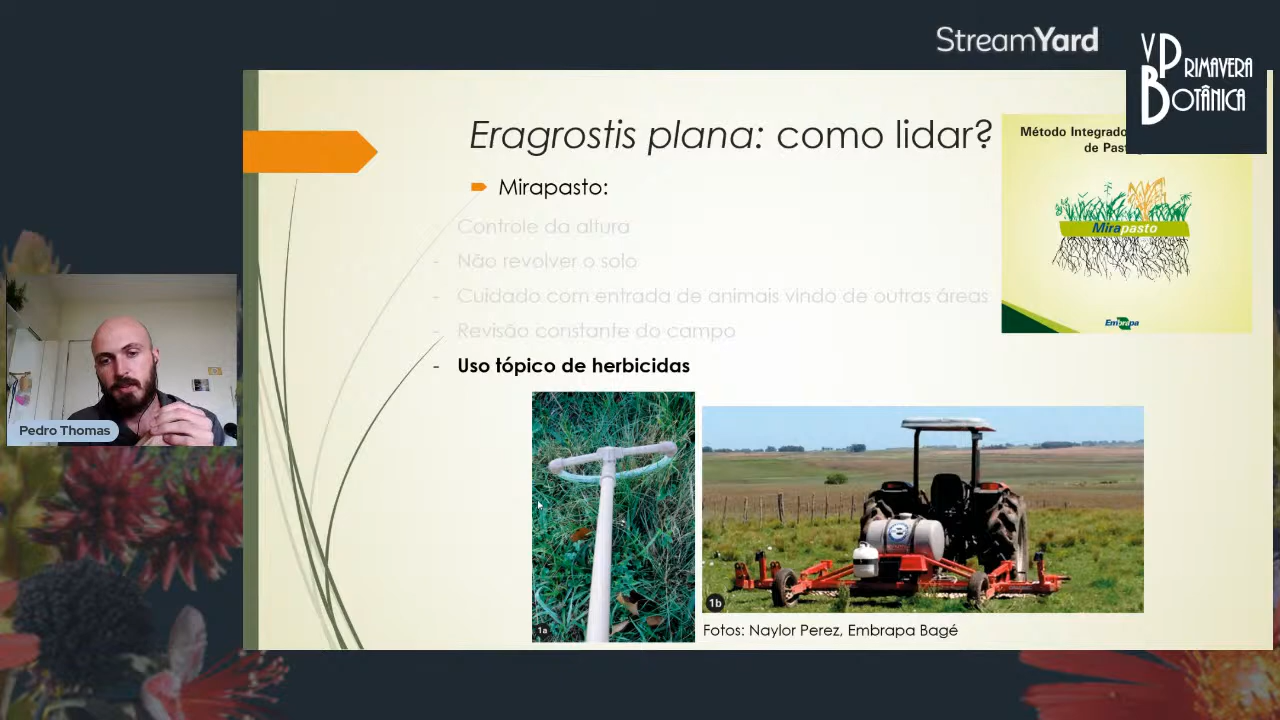 StreamYard
V PRIMAVERA
BOTÂNICA
Eragrostis plana: como lidar?
Método Integrado
de
Mirapasto:
Controle da altura
- Não revolver o solo
- Cuidado com entrada de animais vindo de outras áreas
- Revisão constante do campo
- Uso tópico de herbicidas
Mirapasto
Embrapa
Pedro Thomas
1a
1b
Fotos: Naylor Perez, Embrapa Bagé